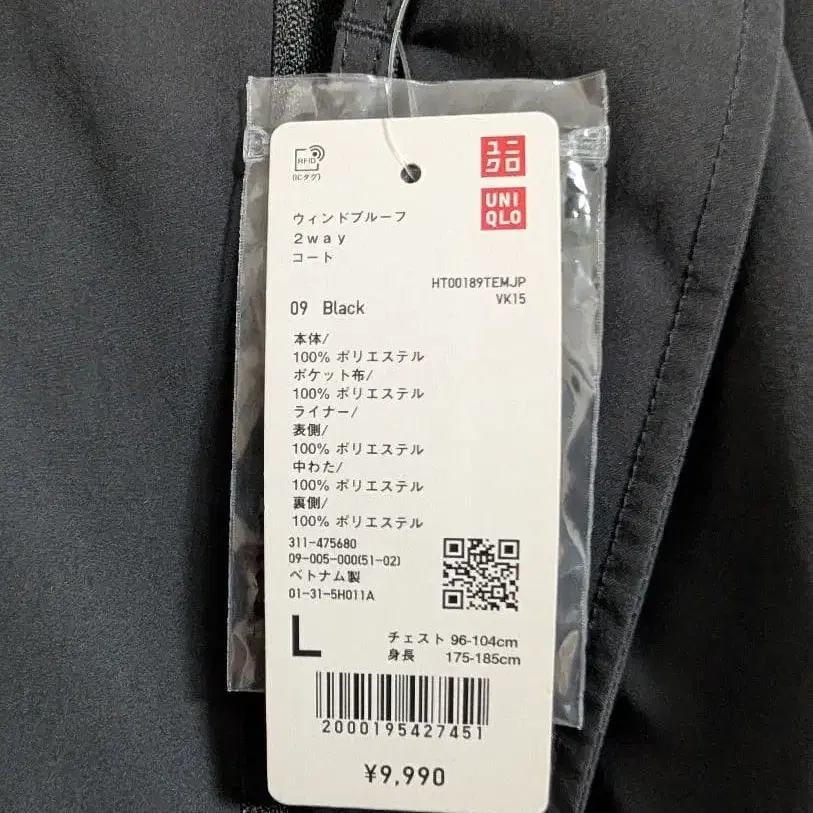 RFID
(ICタグ)
ユニ
クロ
UNI
QLO
ウィンドプルーフ
2way
コート
HT00189TEMJP
VK15
09 Black
本体/
100% ポリエステル
ポケット布/
100% ポリエステル
ライナー/
表側/
100% ポリエステル
中わた/
100% ポリエステル
裏側/
100% ポリエステル
311-475680
09-005-000(51-02)
ベトナム製
01-31-5H011A
L
チェスト 96-104cm
身長 175-185cm
2000195427451
¥9,990